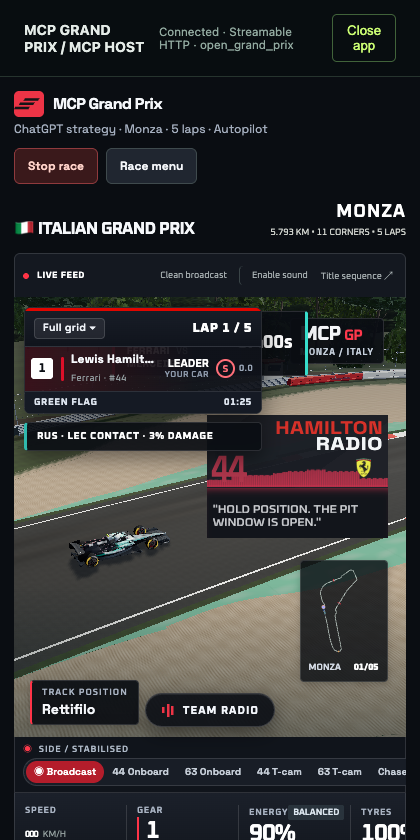 MCP GRAND
PRIX / MCP HOST
Connected · Streamable
HTTP · open_grand_prix
Close
app
MCP Grand Prix
ChatGPT strategy · Monza · 5 laps · Autopilot
Stop race
Race menu
ITALIAN GRAND PRIX
MONZA
5.793 KM • 11 CORNERS • 5 LAPS
LIVE FEED
Clean broadcast
Enable sound
Title sequence ↗
Full grid
LAP 1 / 5
1
Lewis Hamilt…
Ferrari · #44
LEADER
YOUR CAR
S
0.0
GREEN FLAG
01:25
00s
MCP GP
MONZA / ITALY
RUS · LEC CONTACT · 3% DAMAGE
HAMILTON
RADIO
44
"HOLD POSITION. THE PIT
WINDOW IS OPEN."
MONZA
01/05
TRACK POSITION
Rettifilo
TEAM RADIO
SIDE / STABILISED
Broadcast
44 Onboard
63 Onboard
44 T-cam
63 T-cam
Chase
SPEED
000 KM/H
GEAR
1
ENERGY BALANCED
90%
TYRES
100%